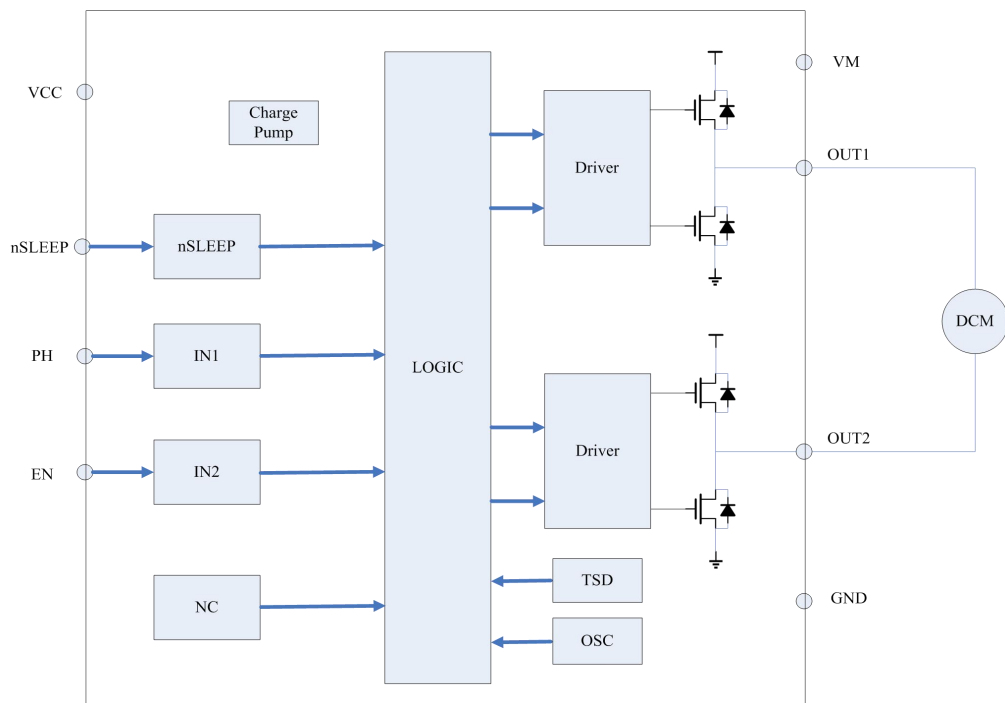 VM
VCC
Charge
Pump
OUT1
Driver
nSLEEP
nSLEEP
DCM
PH
IN1
LOGIC
OUT2
EN
IN2
Driver
TSD
NC
GND
OSC